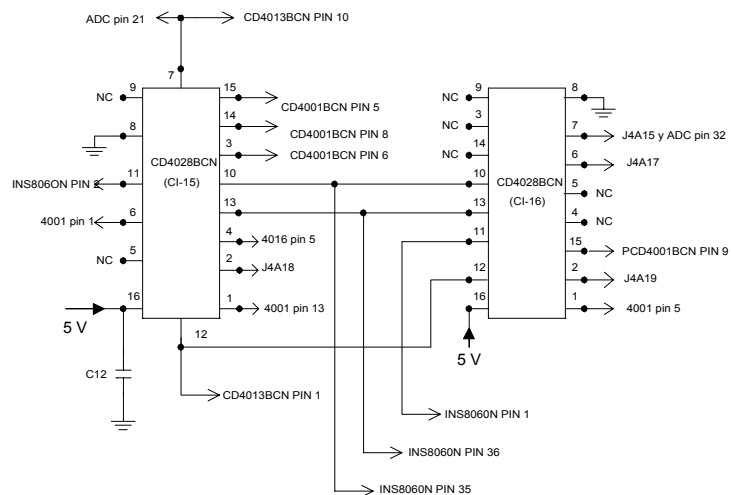 ADC pin 21
CD4013BCN PIN 10
7
9
NC
8
11
INS806ON PIN
6
4001 pin 1
5
NC
16
5 V
C12
CD4028BCN
(CI-15)
15
CD4001BCN PIN 5
14
CD4001BCN PIN 8
3
CD4001BCN PIN 6
10
13
4
4016 pin 5
2
J4A18
1
4001 pin 13
12
CD4013BCN PIN 1
9
NC
3
NC
14
NC
10
13
11
12
16
5 V
CD4028BCN
(CI-16)
8
7
J4A15 y ADC pin 32
6
J4A17
5
NC
4
NC
15
PCD4001BCN PIN 9
2
J4A19
1
4001 pin 5
INS8060N PIN 1
INS8060N PIN 36
INS8060N PIN 35